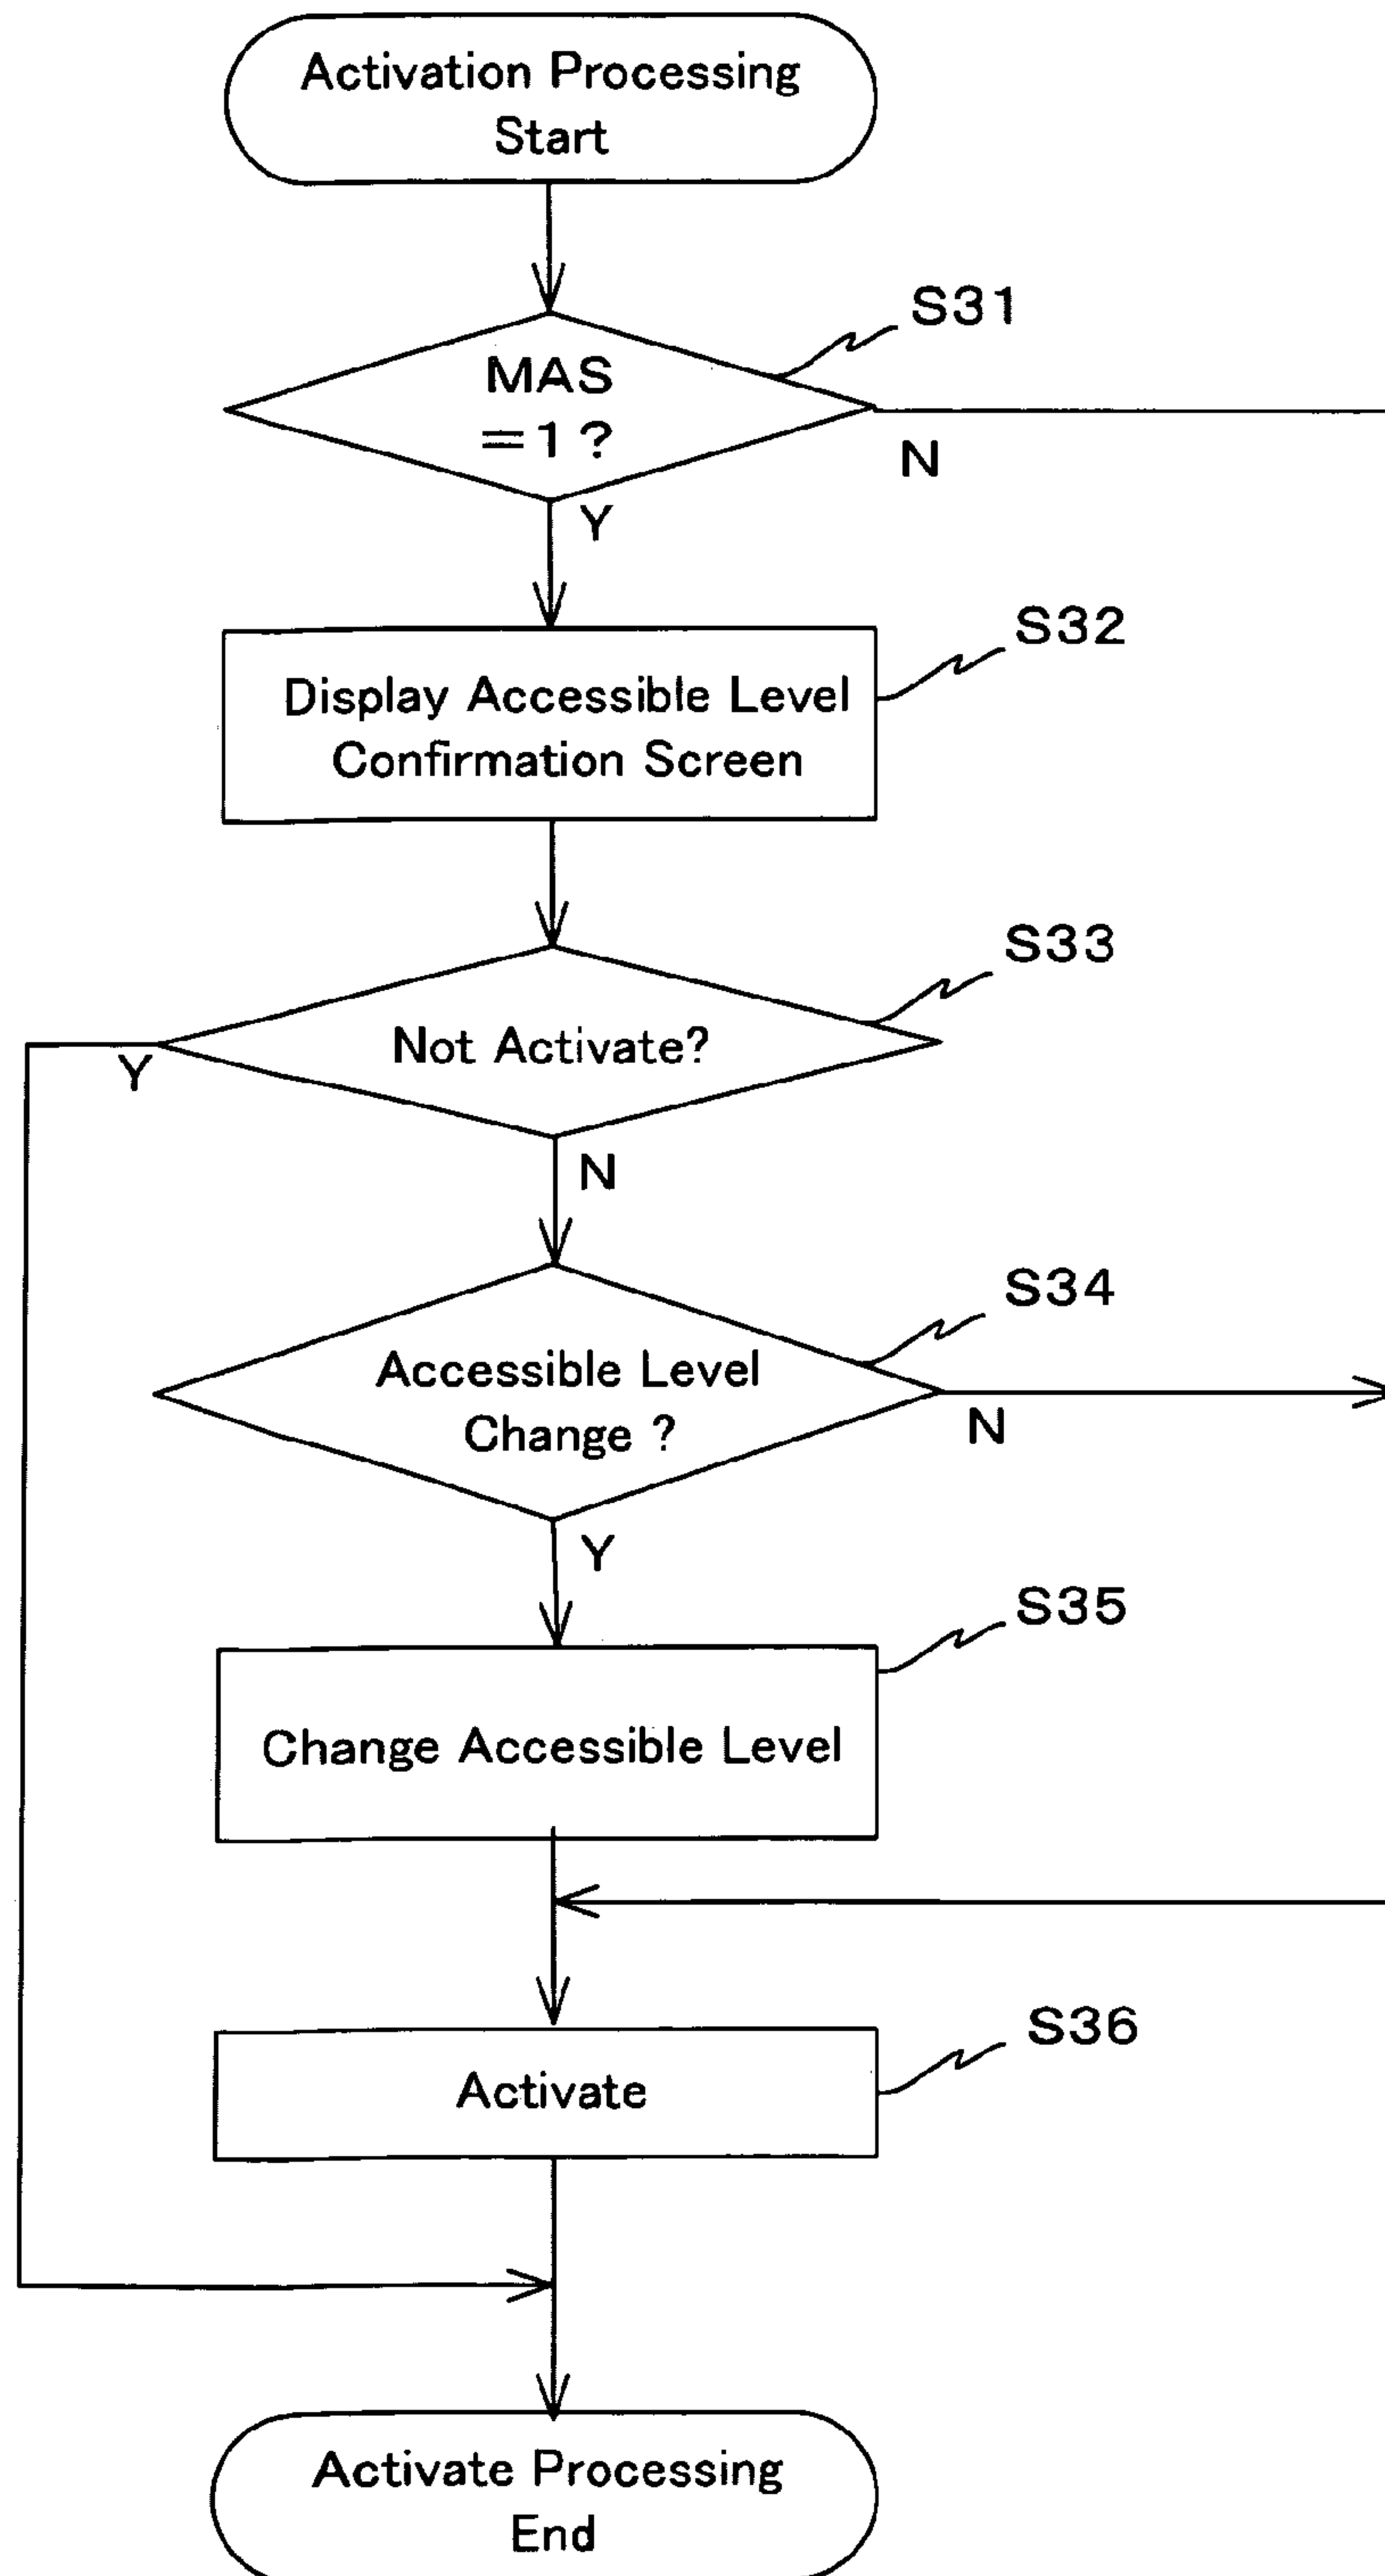 Activation Processing
Start
S31
MAS
=1?
N
Y
S32
Display Accessible Level
Confirmation Screen
S33
Not Activate?
Y
N
S34
Accessible Level
Change ?
N
Y
S35
Change Accessible Level
S36
Activate
Activate Processing
End